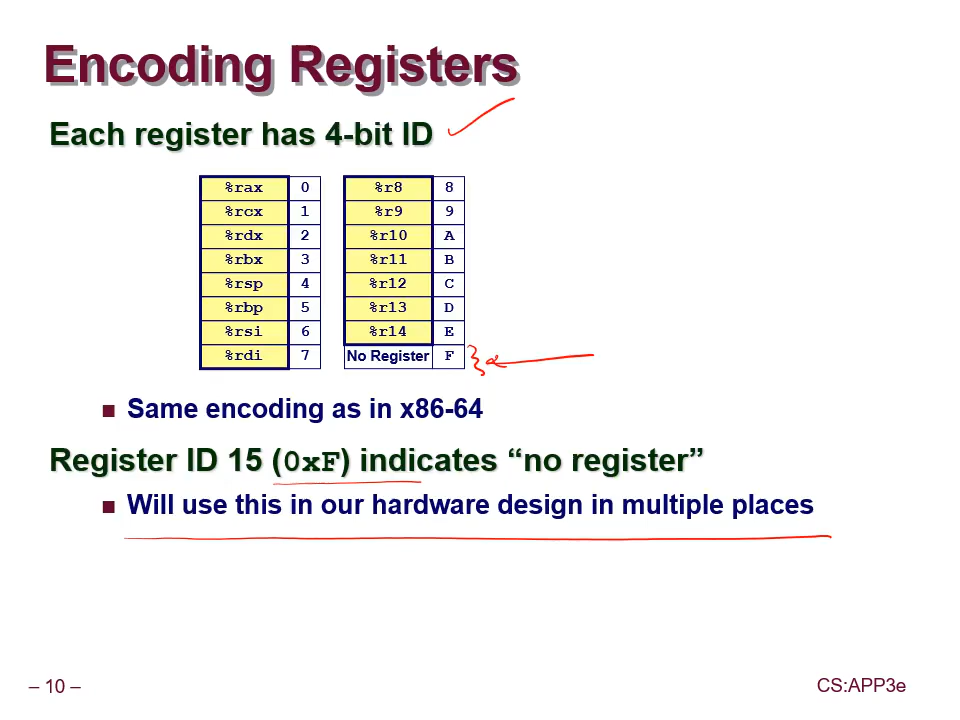 Encoding Registers
Each register has 4-bit ID
%rax 0 %r8 8
%rcx 1 %r9 9
%rdx 2 %r10 A
%rbx 3 %r11 B
%rsp 4 %r12 C
%rbp 5 %r13 D
%rsi 6 %r14 E
%rdi 7 No Register F
Same encoding as in x86-64
Register ID 15 (0xF) indicates “no register”
Will use this in our hardware design in multiple places
– 10 –
CS:APP3e